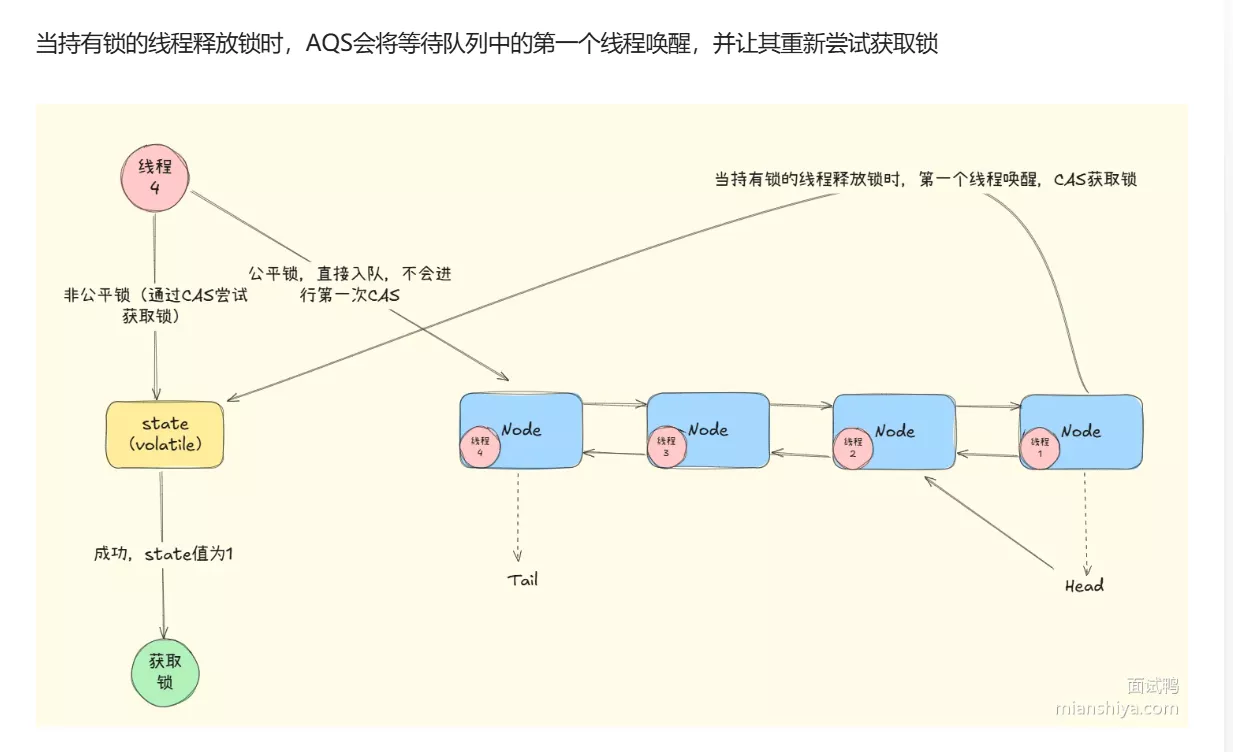 当持有锁的线程释放锁时，AQS会将等待队列中的第一个线程唤醒，并让其重新尝试获取锁
线程
4
当持有锁的线程释放锁时，第一个线程唤醒，CAS获取锁
公平锁，直接入队，不会进
行第一次CAS
非公平锁（通过CAS尝试
获取锁）
state
(volatile)
Node
线程
4
Node
线程
3
Node
线程
2
Node
线程
1
成功，state值为1
Tail
Head
获取
锁
面试鸭
mianshiya.com